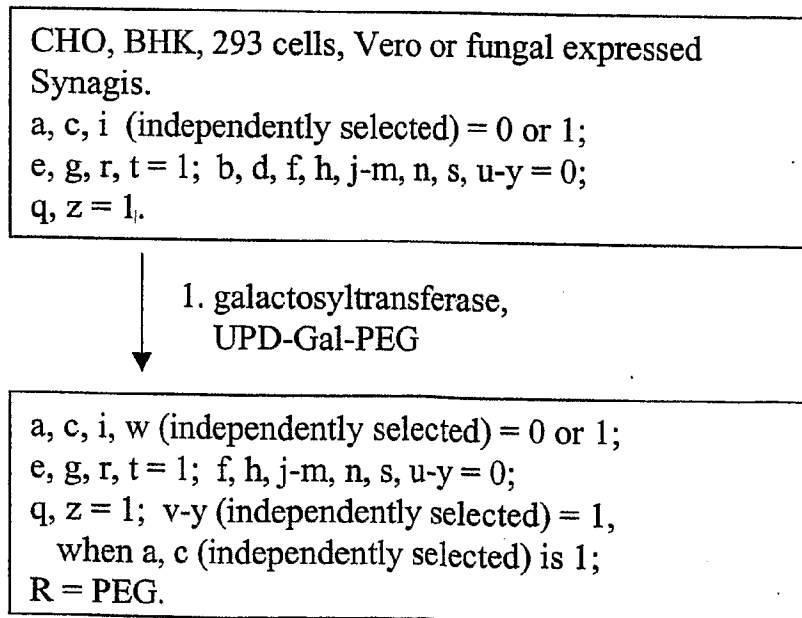 CHO, BHK, 293 cells, Vero or fungal expressed
Synagis.
a, c, i (independently selected) = 0 or 1;
e, g, r, t = 1; b, d, f, h, j-m, n, s, u-y = 0;
q, z = 1.
1. galactosyltransferase,
UPD-Gal-PEG
a, c, i, w (independently selected) = 0 or 1;
e, g, r, t = 1; f, h, j-m, n, s, u-y = 0;
q, z = 1; v-y (independently selected) = 1,
when a, c (independently selected) is 1;
R = PEG.